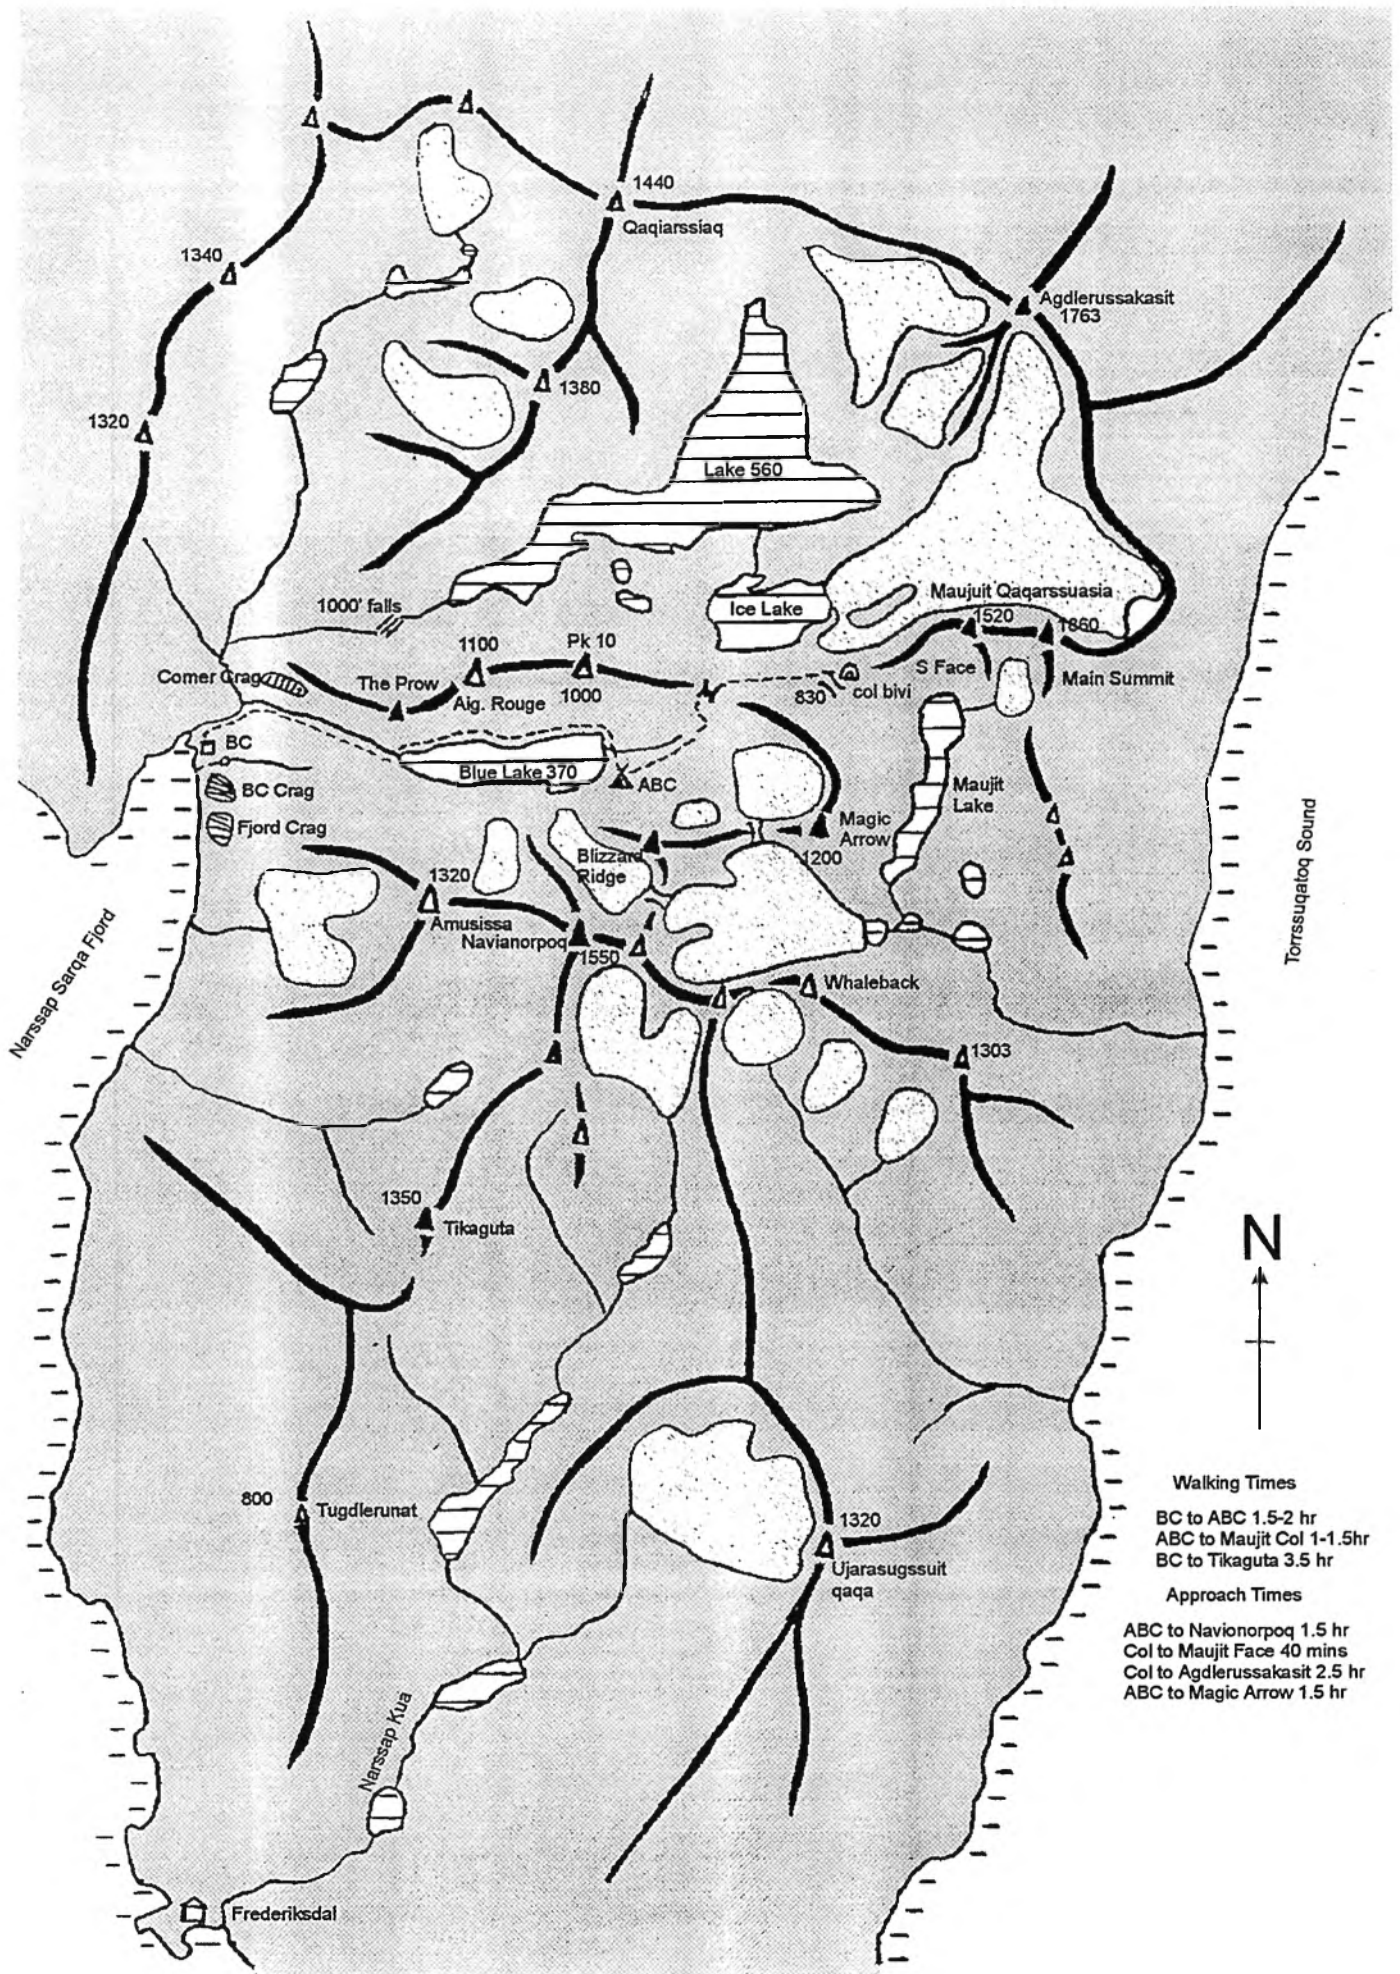 1440
Qaqiarssiaq
1340
Agdlerussakasit
1763
1380
1320
Lake 560
1000' falls
Ice Lake
Maujuit Qaqarssuasia
1520
1860
1100
Pk 10
Comer Crag
The Prow
Aig. Rouge
1000
S Face
830
col bivi
Main Summit
BC
Blue Lake 370
ABC
BC Crag
Fjord Crag
Maujit
Lake
Magic
Arrow
1200
Blizzard
Ridge
1320
Amusissa
Navianorpoq
1550
Whaleback
Narssap Sarqa Fjord
Torrssuqatoq Sound
1303
1350
Tikaguta
N
800
Tugdlerunat
1320
Ujarasugssuit
qaqa
Walking Times
BC to ABC 1.5-2 hr
ABC to Maujit Col 1-1.5hr
BC to Tikaguta 3.5 hr
Approach Times
ABC to Navionorpoq 1.5 hr
Col to Maujit Face 40 mins
Col to Agdlerussakasit 2.5 hr
ABC to Magic Arrow 1.5 hr
Narssap Kua
Frederiksdal